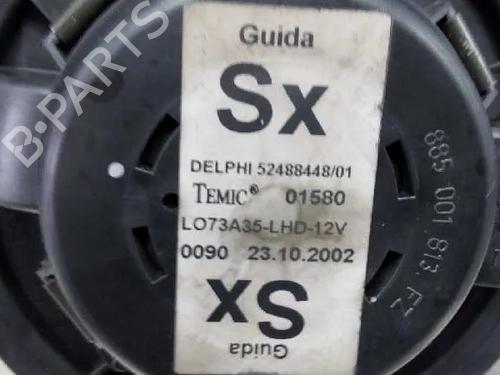 Guida
Sx
DELPHI 52488448/01
TEMIC® 01580
LO73A35-LHD-12V
0090 23.10.2002
Sx
Guida
885 001 813 FZ
B-PARTS